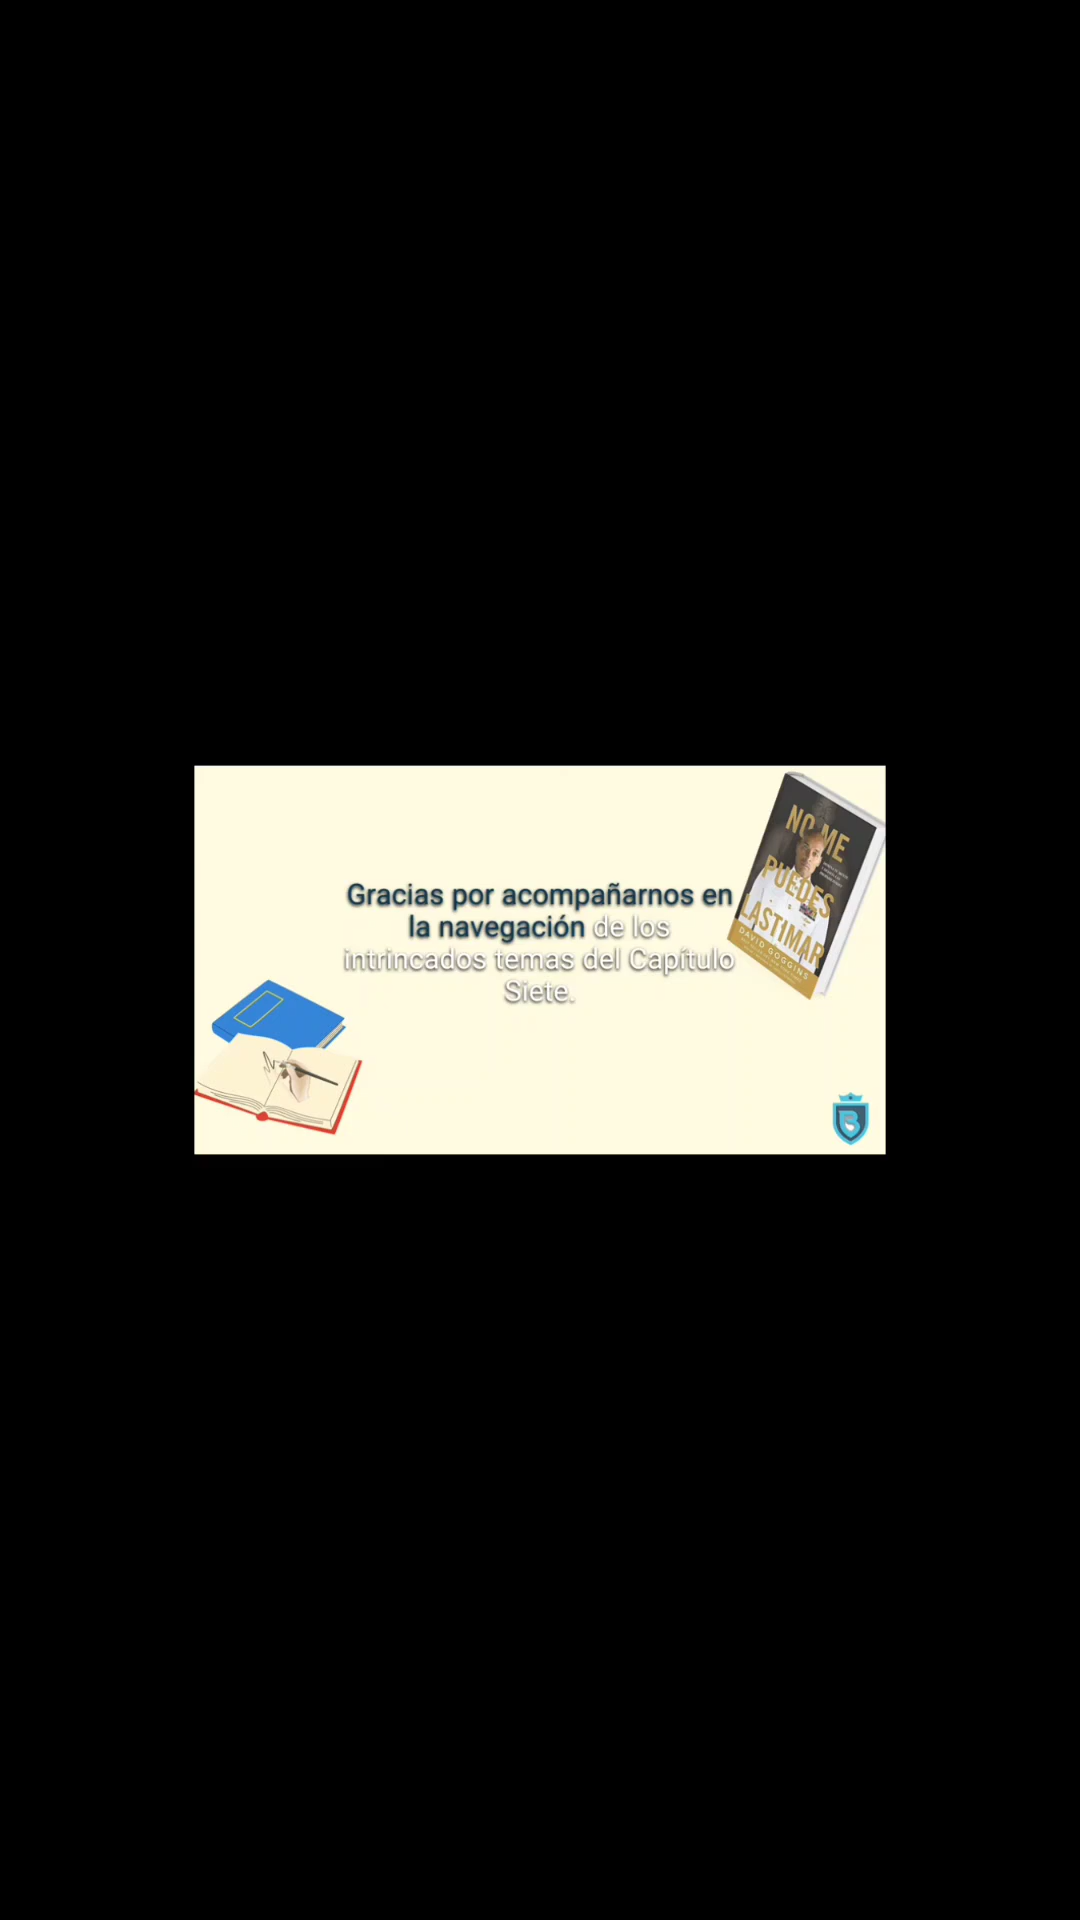 Gracias por acompañarnos en
la navegación de los
intrincados temas del Capítulo
Siete.
NO ME
PUEDES
LASTIMAR
DAVID GOGGINS
B